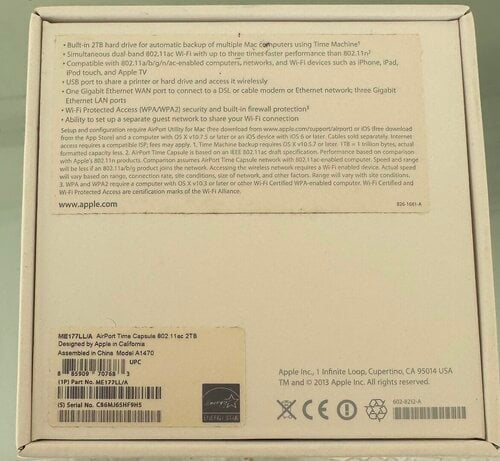 • Built-in 2TB hard drive for automatic backup of multiple Mac computers using Time Machine¹
• Simultaneous dual-band 802.11ac Wi-Fi with up to three times faster performance than 802.11n²
• Compatible with 802.11a/b/g/n/ac-enabled computers, networks, and Wi-Fi devices such as iPhone, iPad,
iPod touch, and Apple TV
• USB port to share a printer or hard drive and access it wirelessly
• One Gigabit Ethernet WAN port to connect to a DSL or cable modem or Ethernet network; three Gigabit
Ethernet LAN ports
• Wi-Fi Protected Access (WPA/WPA2) security and built-in firewall protection³
• Ability to set up a separate guest network to share your Wi-Fi connection
Setup and configuration require AirPort Utility for Mac (free download from www.apple.com/support/airport) or iOS (free download
from the App Store) and a computer with OS X v10.7.5 or later or an iOS device with iOS 6 or later. Cables sold separately. Internet
access requires a compatible ISP; fees may apply. 1. Time Machine backup requires OS X v10.5.7 or later. 1TB = 1 trillion bytes; actual
formatted capacity less. 2. AirPort Time Capsule is based on an IEEE 802.11ac draft specification. Performance based on comparison
with Apple's 802.11n products. Comparison assumes AirPort Time Capsule network with 802.11ac-enabled computer. Speed and range
will be less if an 802.11a/b/g product joins the network. Accessing the wireless network requires a Wi-Fi enabled device. Actual speed
will vary based on range, connection rate, site conditions, size of network, and other factors. Range will vary with site conditions.
3. WPA and WPA2 require a computer with OS X v10.3 or later or other Wi-Fi Certified WPA-enabled computer. Wi-Fi Certified and
Wi-Fi Protected Access are certification marks of the Wi-Fi Alliance.
www.apple.com
826-1661-A
ME177LL/A AirPort Time Capsule 802.11ac 2TB
Designed by Apple in California
Assembled in China Model A1470
UPC
8 85909 70768 3
(1P) Part No. ME177LL/A
(S) Serial No. C86MJ65HF9H5
ENERGY STAR
Apple Inc., 1 Infinite Loop, Cupertino, CA 95014 USA
TM and © 2013 Apple Inc. All rights reserved.
602-8212-A